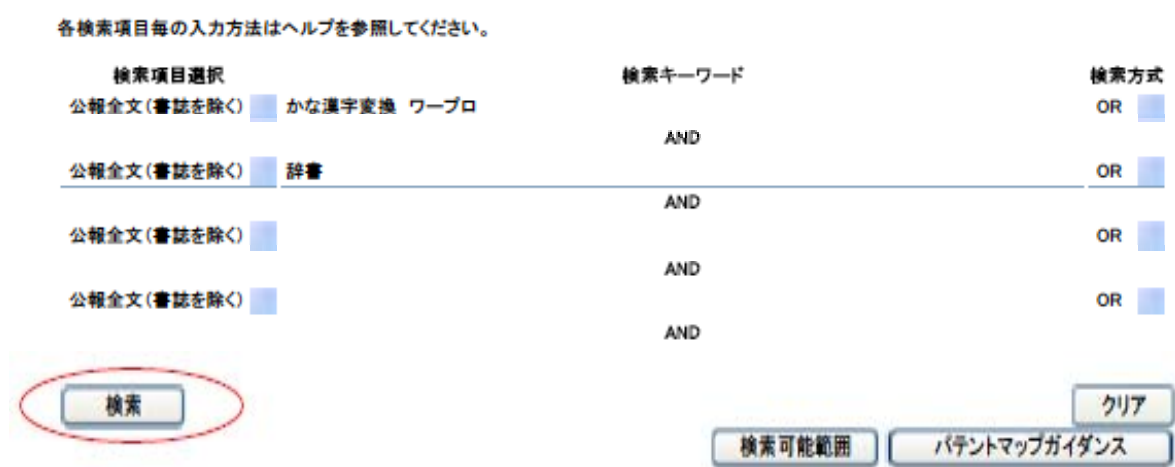 各検索項目毎の入力方法はヘルプを参照してください。
検索項目選択 検索キーワード 検索方式
公報全文(書誌を除く) かな漢字変換 ワープロ OR
AND
公報全文(書誌を除く) 辞書 OR
AND
公報全文(書誌を除く) OR
AND
公報全文(書誌を除く) OR
AND
検索 クリア
検索可能範囲 パテントマップガイダンス